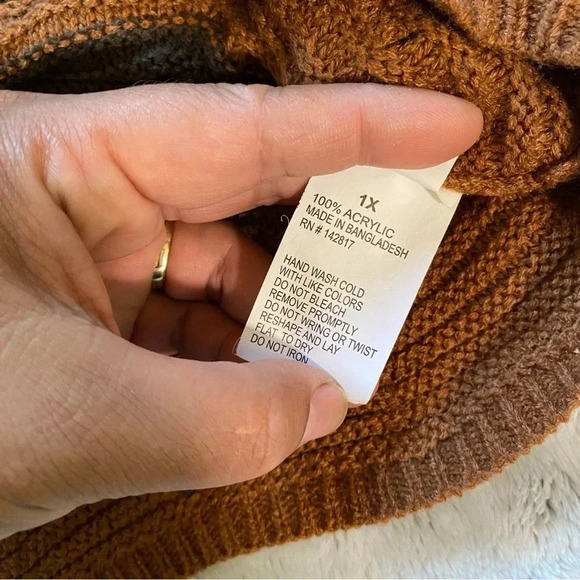 1X
100% ACRYLIC
MADE IN BANGLADESH
RN # 142817
HAND WASH COLD
WITH LIKE COLORS
DO NOT BLEACH
REMOVE PROMPTLY
DO NOT WRING OR TWIST
RESHAPE AND LAY
FLAT TO DRY
DO NOT IRON